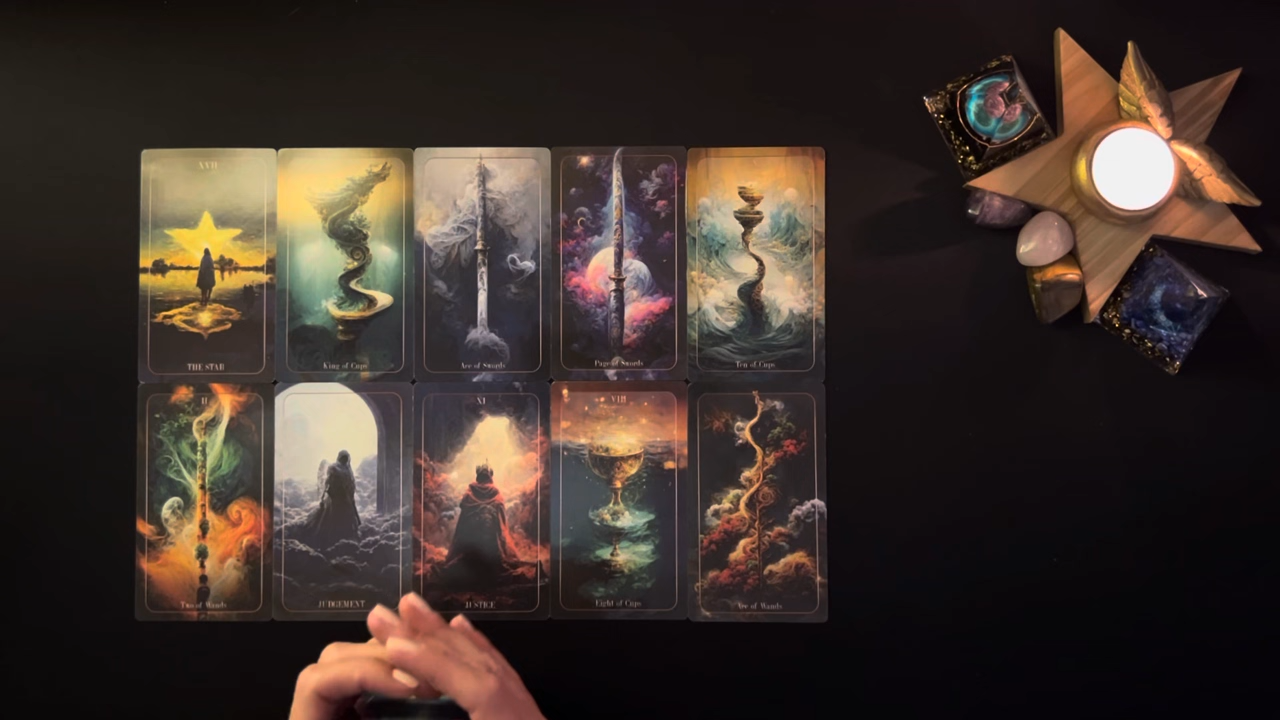 XVII
THE STAR
King of Cups
Ace of Swords
Page of Swords
Ten of Cups
II
Two of Wands
JUDGEMENT
XI
JUSTICE
VIII
Eight of Cups
Ace of Wands